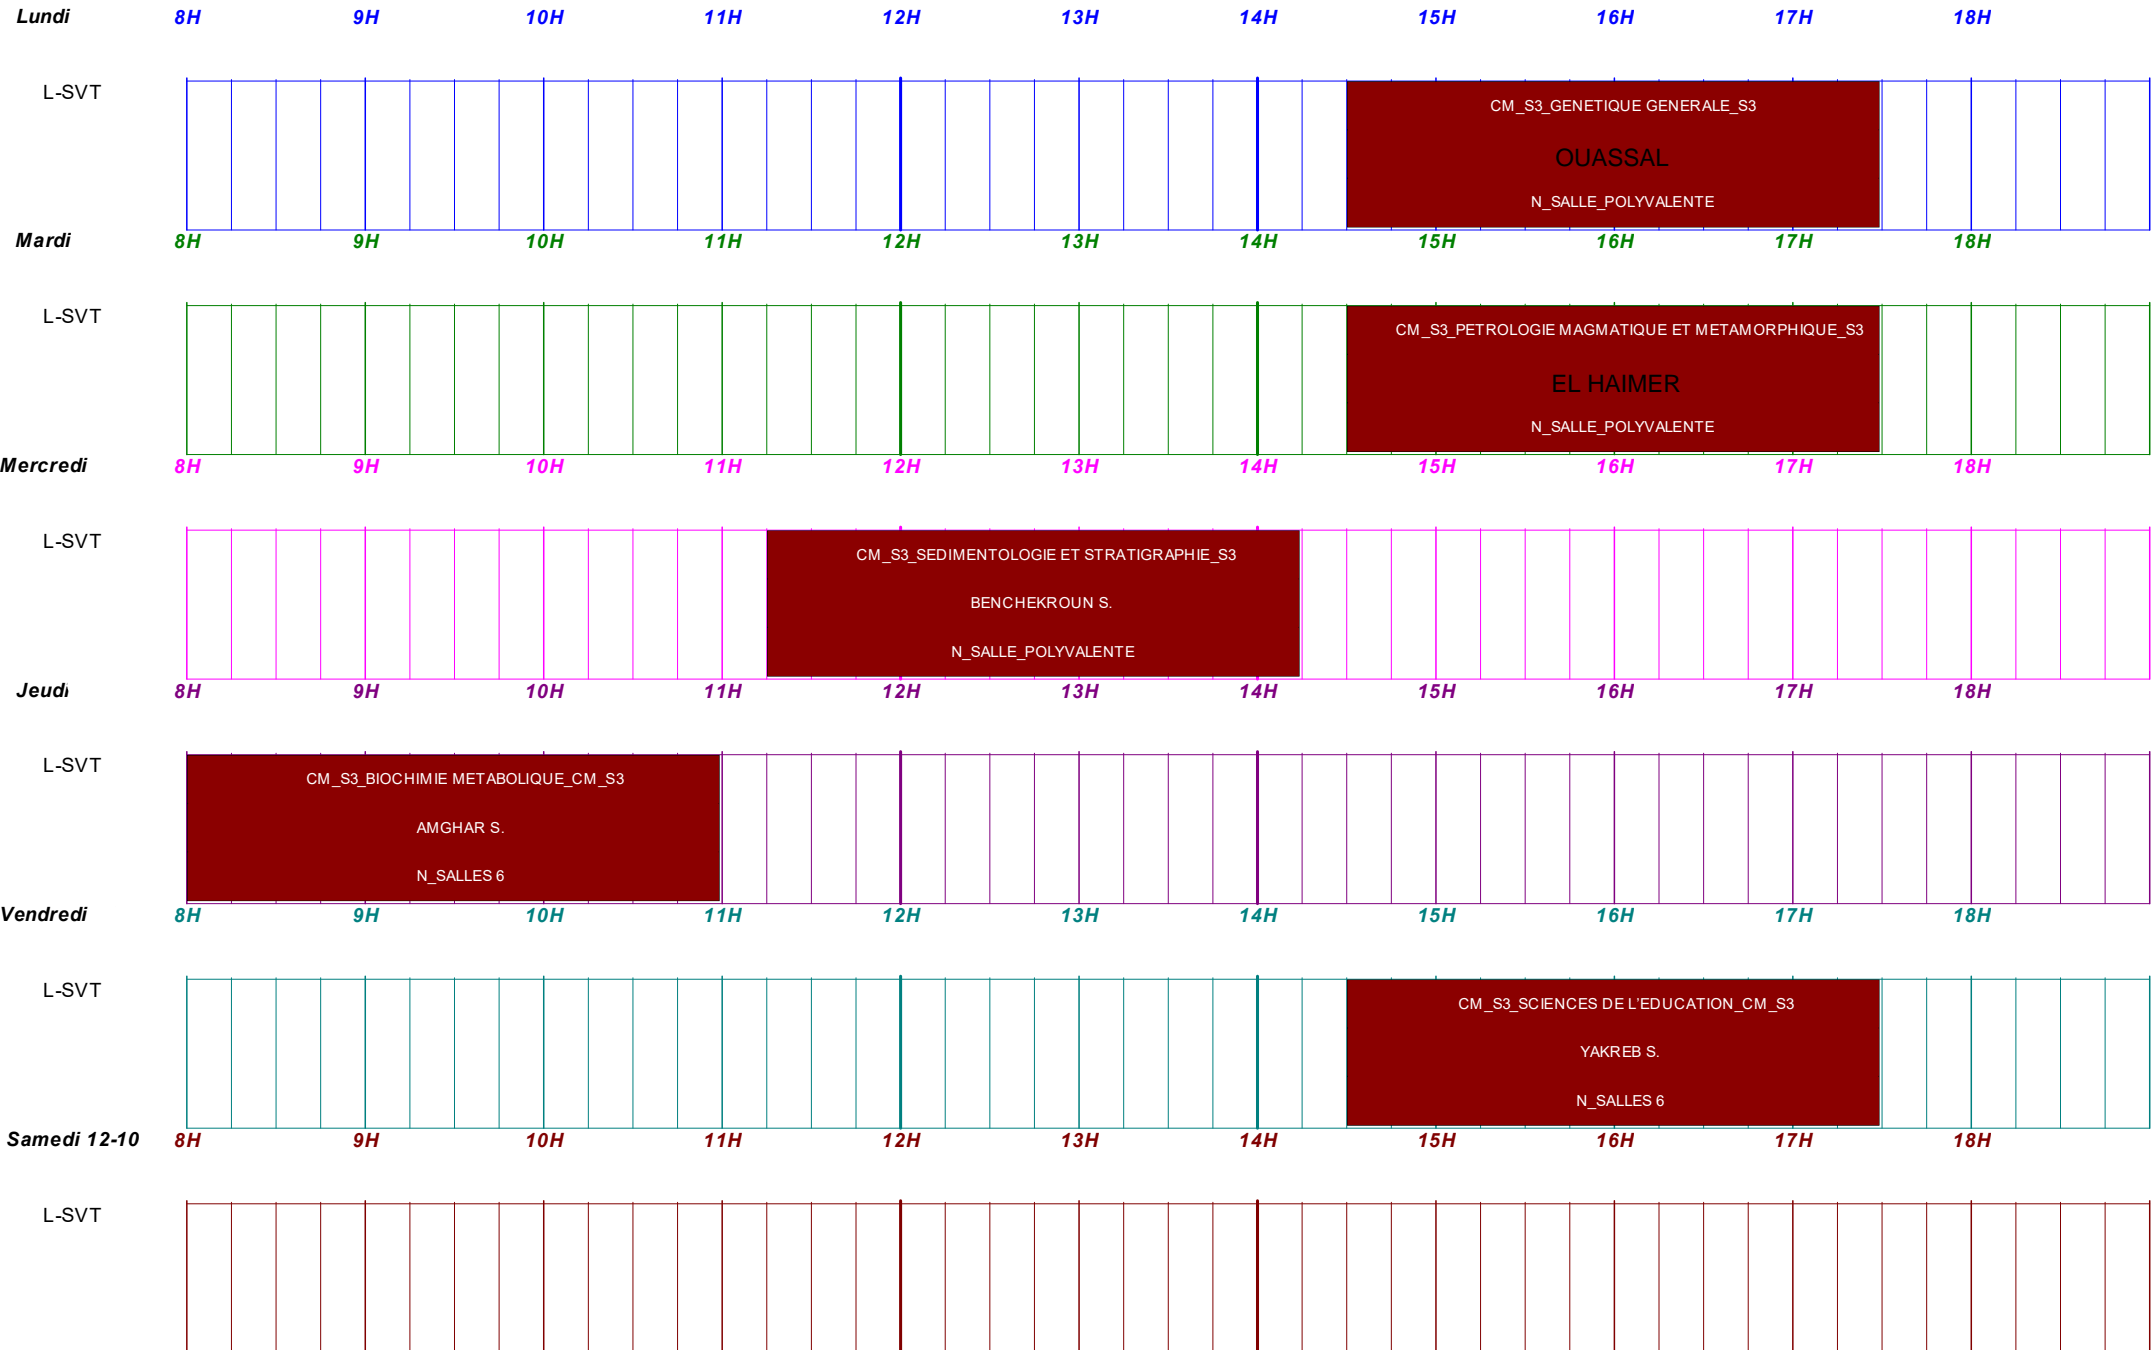 Lundi 8H 9H 10H 11H 12H 13H 14H 15H 16H 17H 18H
L-SVT
CM_S3_GENETIQUE GENERALE_S3
OUASSAL
N_SALLE_POLYVALENTE
Mardi 8H 9H 10H 11H 12H 13H 14H 15H 16H 17H 18H
L-SVT
CM_S3_PETROLOGIE MAGMATIQUE ET METAMORPHIQUE_S3
EL HAIMER
N_SALLE_POLYVALENTE
Mercredi 8H 9H 10H 11H 12H 13H 14H 15H 16H 17H 18H
L-SVT
CM_S3_SEDIMENTOLOGIE ET STRATIGRAPHIE_S3
BENCHEKROUN S.
N_SALLE_POLYVALENTE
Jeudi 8H 9H 10H 11H 12H 13H 14H 15H 16H 17H 18H
L-SVT
CM_S3_BIOCHIMIE METABOLIQUE_CM_S3
AMGHAR S.
N_SALLES 6
Vendredi 8H 9H 10H 11H 12H 13H 14H 15H 16H 17H 18H
L-SVT
CM_S3_SCIENCES DE L'EDUCATION_CM_S3
YAKREB S.
N_SALLES 6
Samedi 12-10 8H 9H 10H 11H 12H 13H 14H 15H 16H 17H 18H
L-SVT